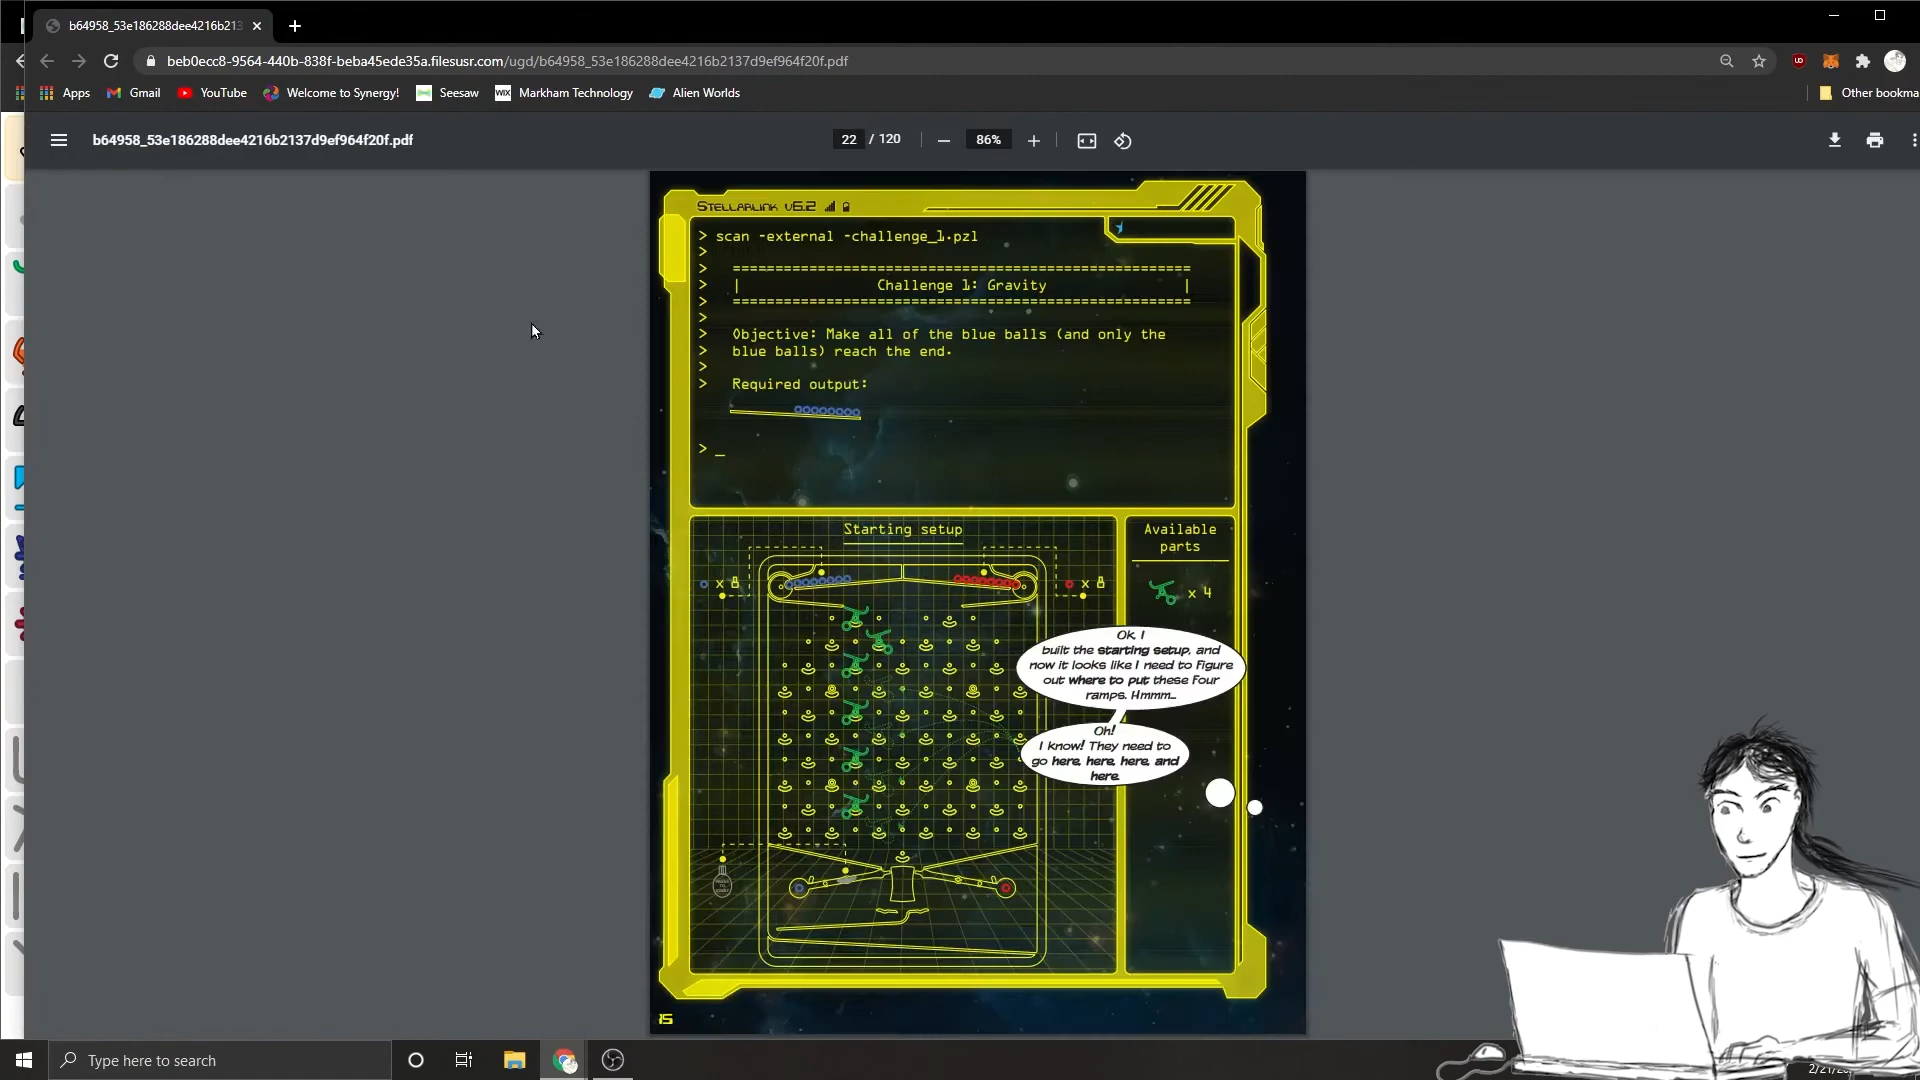 b64958_53e186288dee4216b213
beb0ecc8-9564-440b-838f-beba45ede35a.filesusr.com/ugd/b64958_53e186288dee4216b2137d9ef964f20f.pdf
Apps
Gmail
YouTube
Welcome to Synergy!
Seesaw
WIX
Markham Technology
Alien Worlds
Other bookma
b64958_53e186288dee4216b2137d9ef964f20f.pdf
22 / 120
86%
Stellarlink v6.2
> scan -external -challenge_1.pzl
>
> ======================================================
> | Challenge 1: Gravity |
> ======================================================
>
> Objective: Make all of the blue balls (and only the
> blue balls) reach the end.
>
> Required output:
> _
Starting setup
x 8
x 8
Available
parts
x 4
Ok, I
built the starting setup, and
now it looks like I need to figure
out where to put these four
ramps. Hmmm...
Oh!
I know! They need to
go here, here, here, and
here.
15
Type here to search